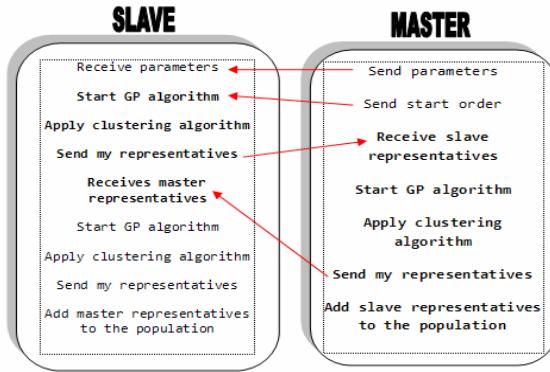 SLAVE
Receive parameters
Start GP algorithm
Apply clustering algorithm
Send my representatives
Receives master
representatives
Start GP algorithm
Apply clustering algorithm
Send my representatives
Add master representatives
to the population
MASTER
Send parameters
Send start order
Receive slave
representatives
Start GP algorithm
Apply clustering
algorithm
Send my representatives
Add slave representatives
to the population